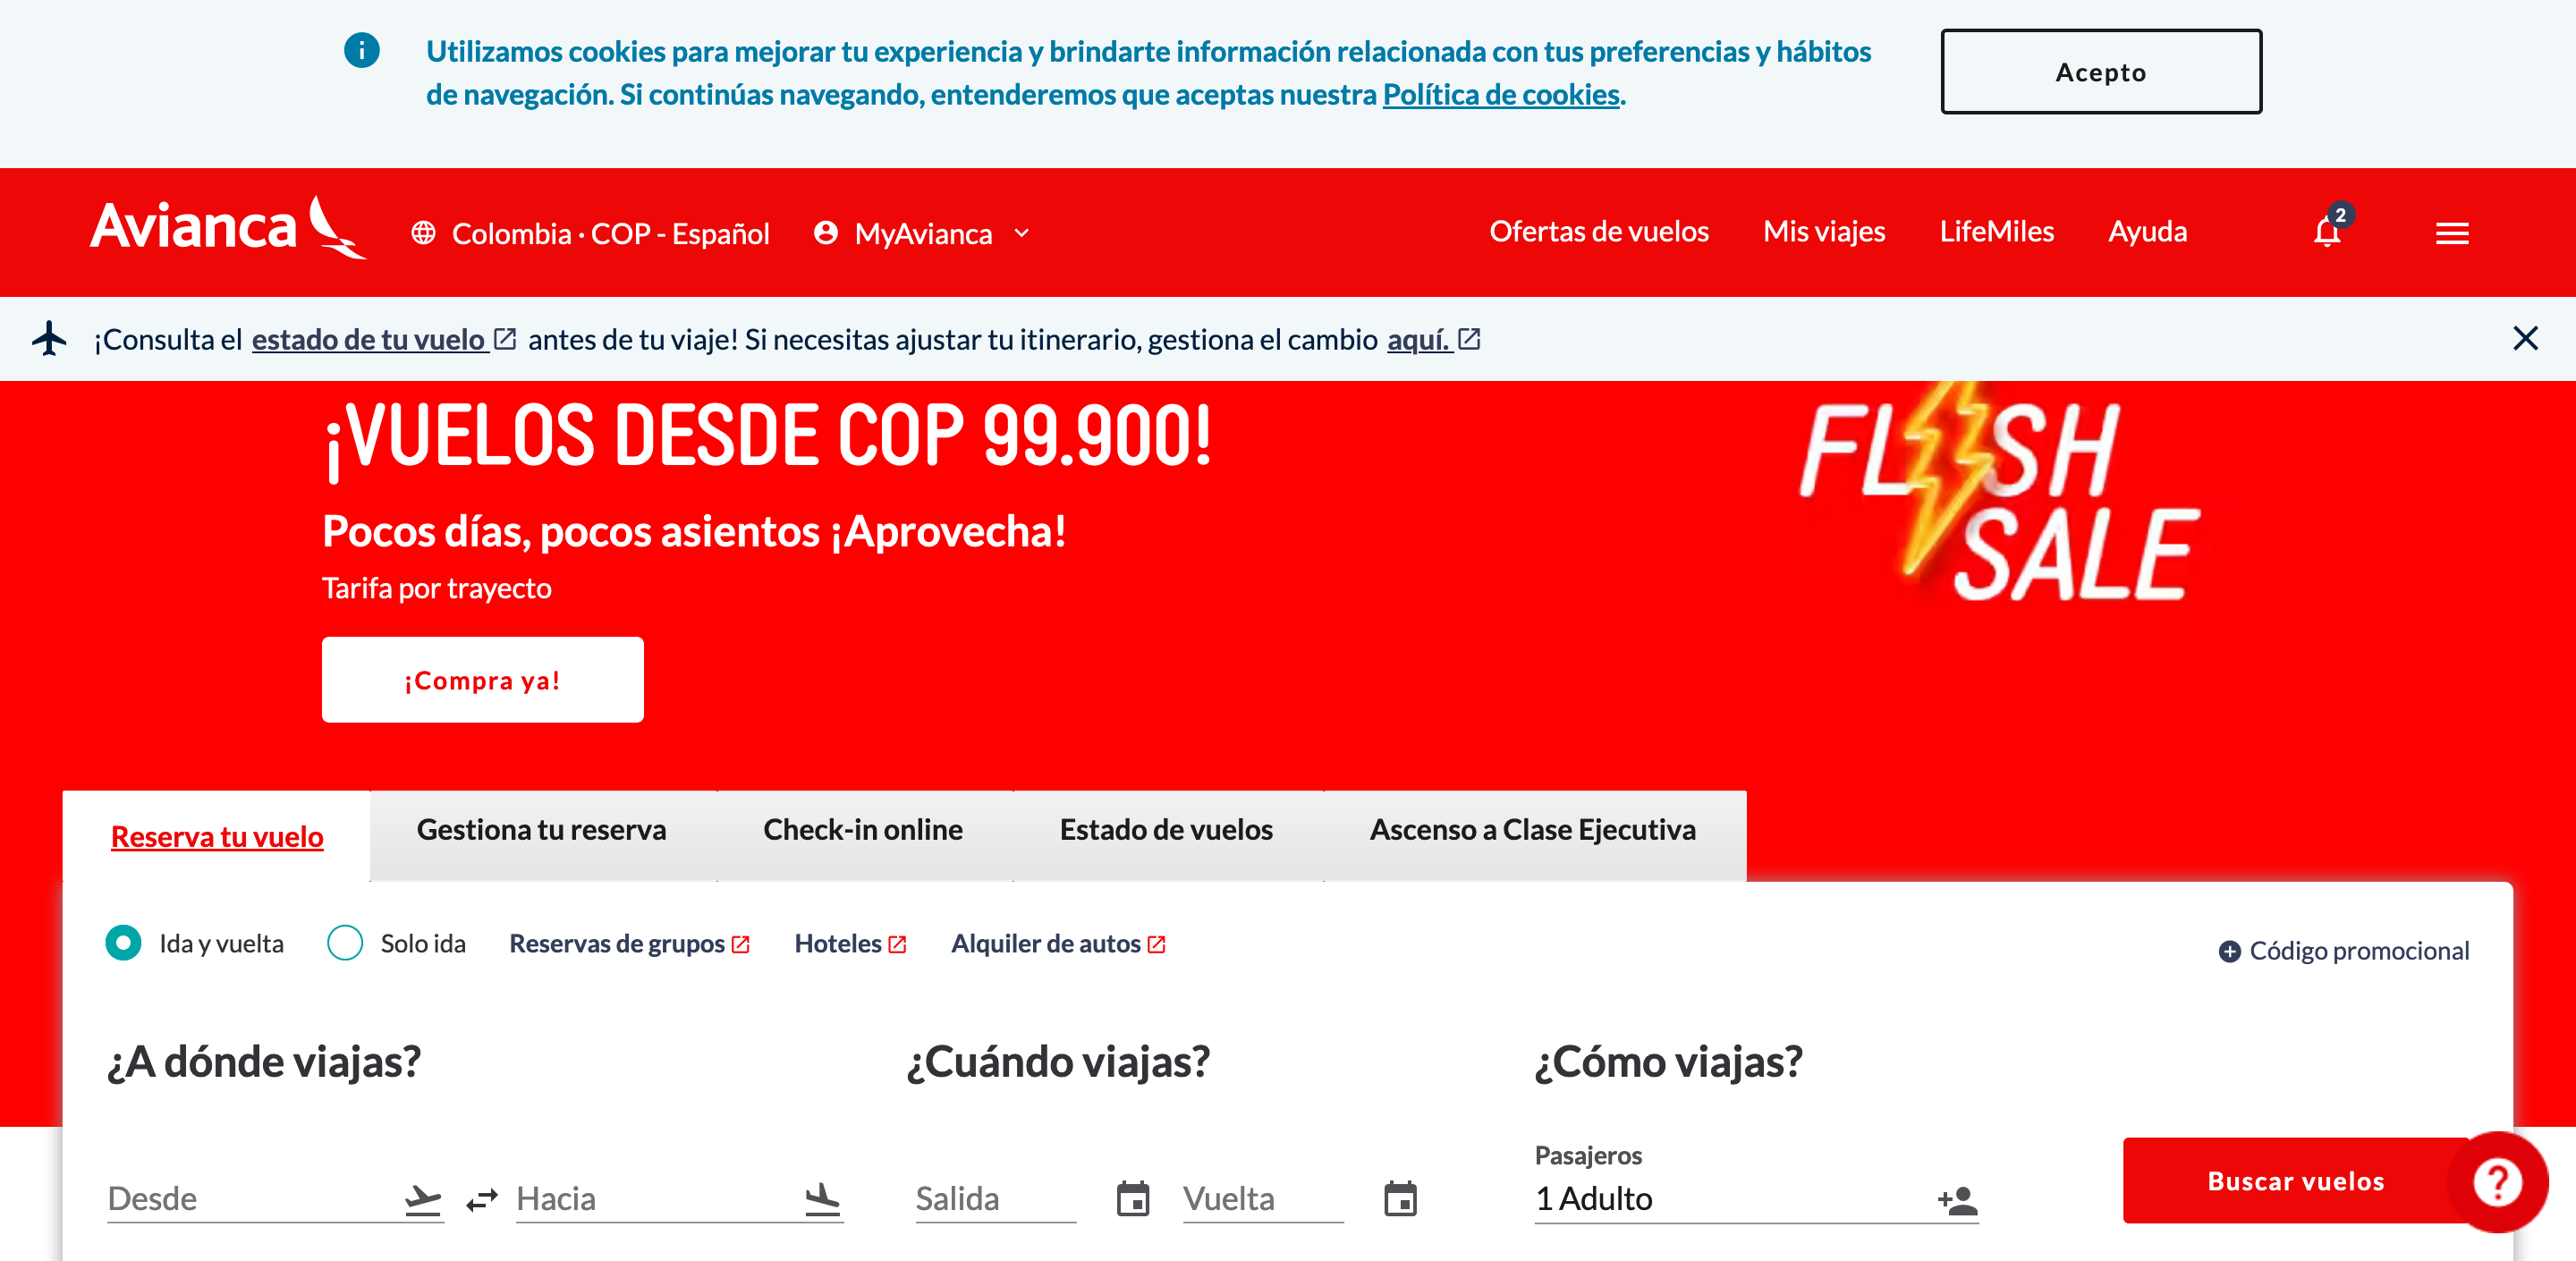 Utilizamos cookies para mejorar tu experiencia y brindarte información relacionada con tus preferencias y hábitos
de navegación. Si continúas navegando, entenderemos que aceptas nuestra Política de cookies.
Acepto
Avianca
Colombia · COP - Español
MyAvianca
Ofertas de vuelos
Mis viajes
LifeMiles
Ayuda
2
¡Consulta el estado de tu vuelo antes de tu viaje! Si necesitas ajustar tu itinerario, gestiona el cambio aquí.
¡VUELOS DESDE COP 99.900!
Pocos días, pocos asientos ¡Aprovecha!
Tarifa por trayecto
¡Compra ya!
FLASH
SALE
Reserva tu vuelo
Gestiona tu reserva
Check-in online
Estado de vuelos
Ascenso a Clase Ejecutiva
Ida y vuelta
Solo ida
Reservas de grupos
Hoteles
Alquiler de autos
Código promocional
¿A dónde viajas?
¿Cuándo viajas?
¿Cómo viajas?
Desde
Hacia
Salida
Vuelta
Pasajeros
1 Adulto
Buscar vuelos
?